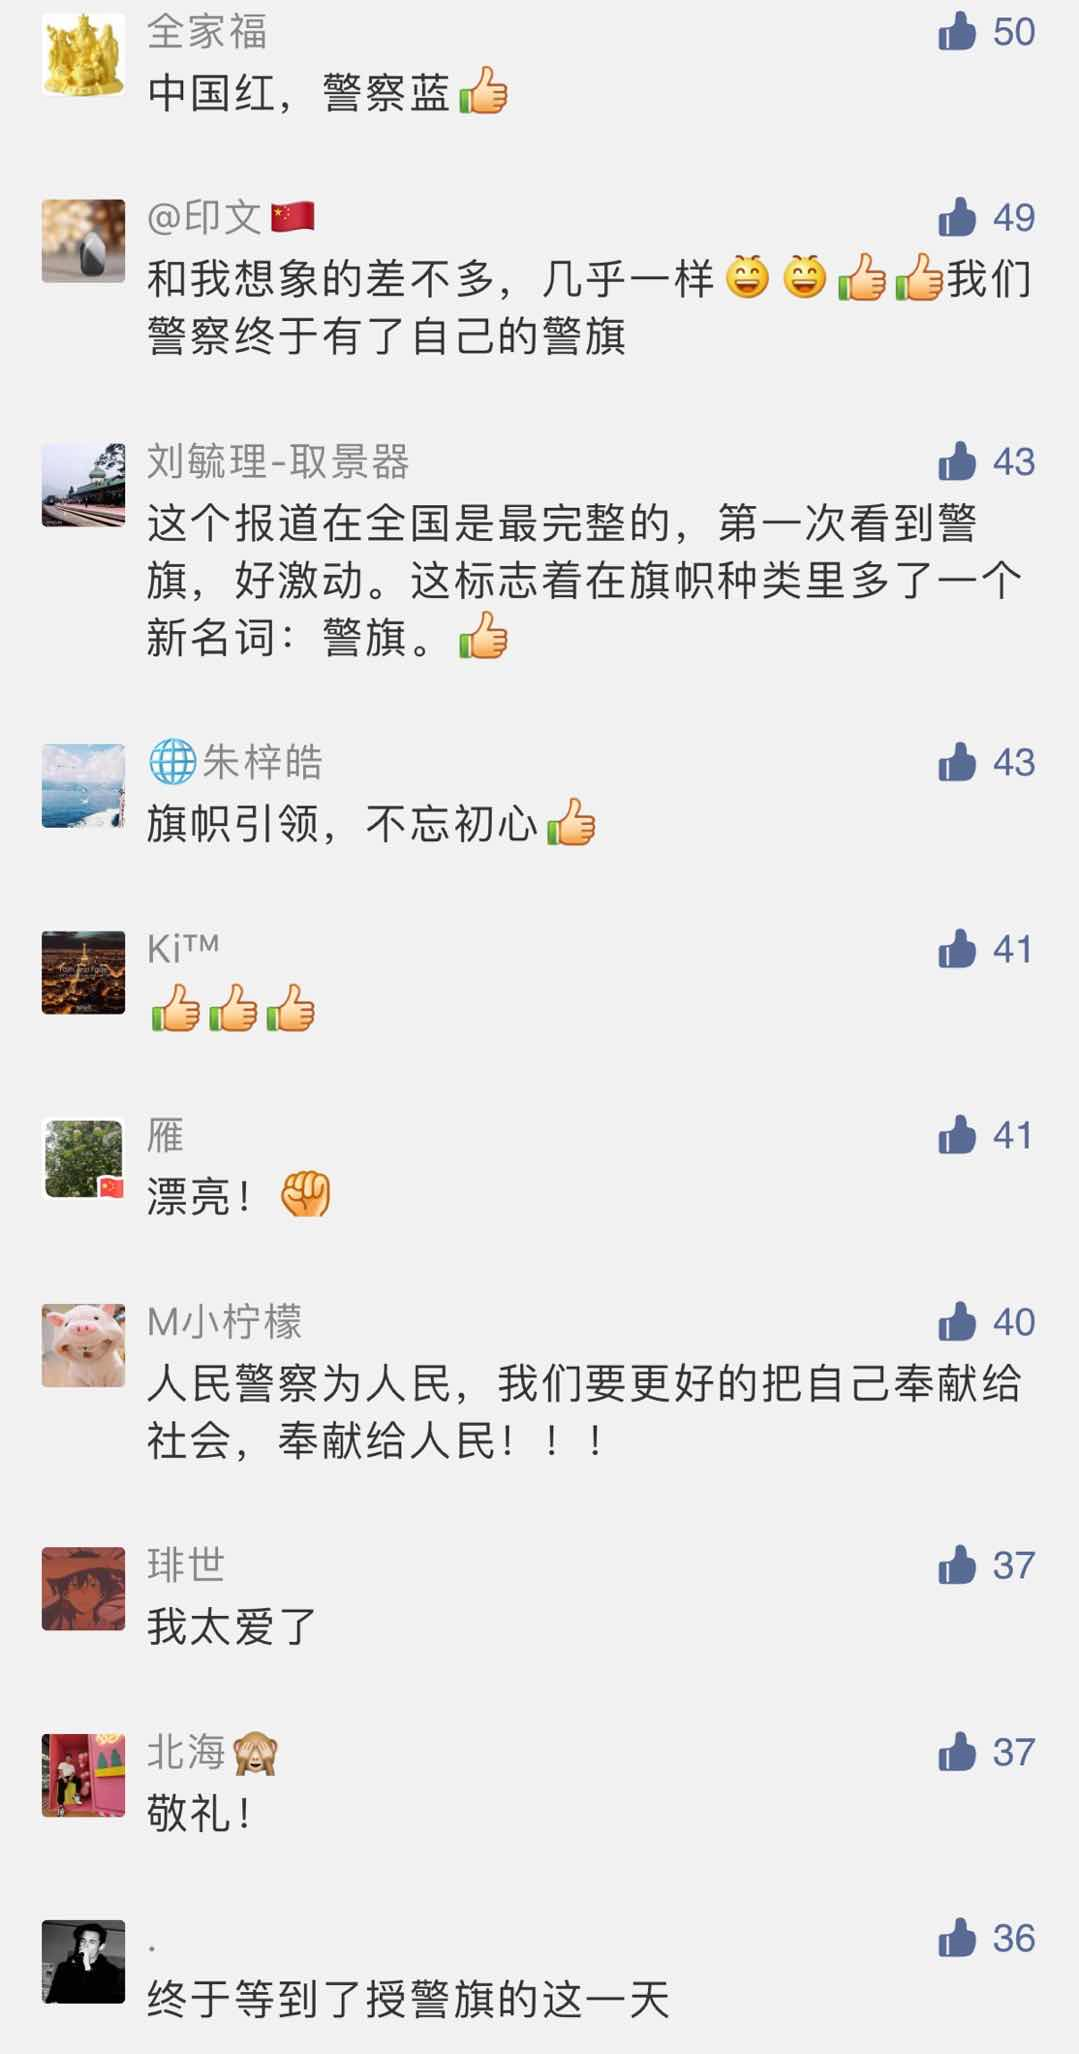 全家福 50
中国红，警察蓝👍
@印文🇨🇳 49
和我想象的差不多，几乎一样😄😄👍👍我们
警察终于有了自己的警旗
刘毓理-取景器 43
这个报道在全国是最完整的，第一次看到警
旗，好激动。这标志着在旗帜种类里多了一个
新名词：警旗。👍
🌐朱梓皓 43
旗帜引领，不忘初心👍
Ki™ 41
👍👍👍
雁 41
漂亮！✊
M小柠檬 40
人民警察为人民，我们要更好的把自己奉献给
社会，奉献给人民！！！
琲世 37
我太爱了
北海🙈 37
敬礼！
. 36
终于等到了授警旗的这一天